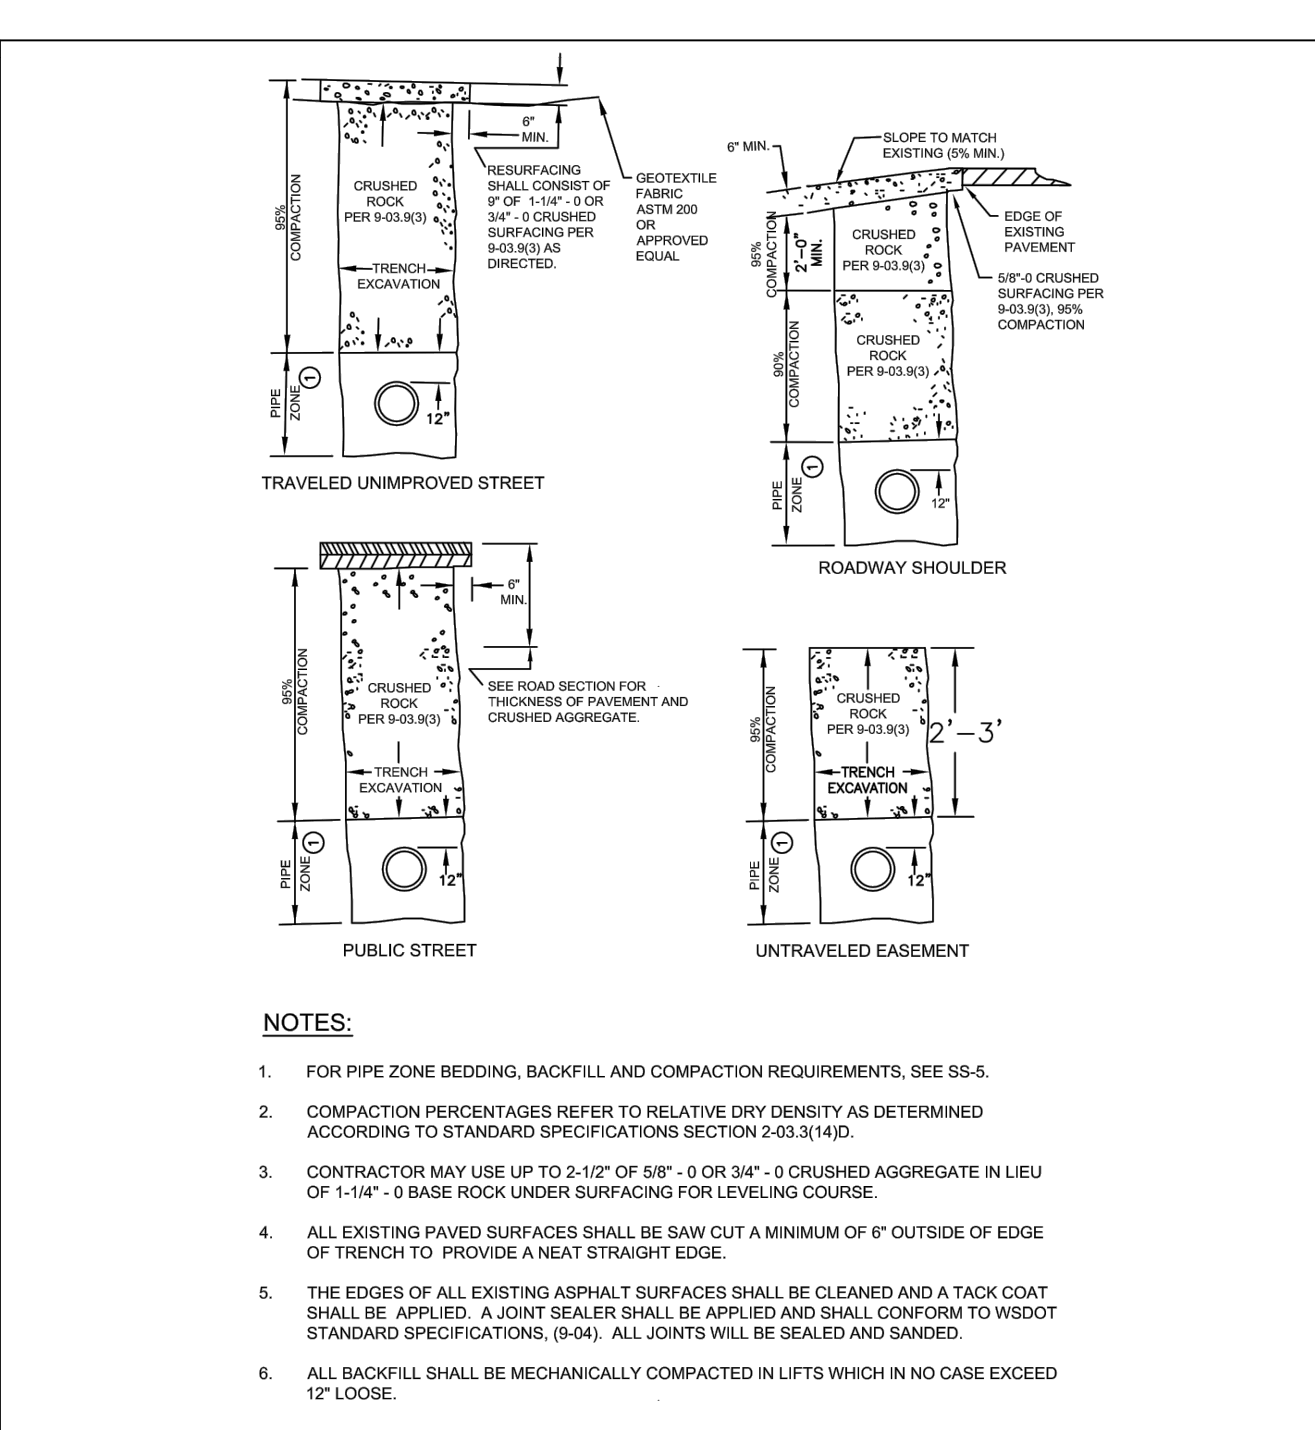 6"
MIN.
RESURFACING
SHALL CONSIST OF
9" OF 1-1/4" - 0 OR
3/4" - 0 CRUSHED
SURFACING PER
9-03.9(3) AS
DIRECTED.
GEOTEXTILE
FABRIC
ASTM 200
OR
APPROVED
EQUAL
95%
COMPACTION
CRUSHED
ROCK
PER 9-03.9(3)
TRENCH
EXCAVATION
PIPE
ZONE
1
12"
TRAVELED UNIMPROVED STREET
6" MIN.
SLOPE TO MATCH
EXISTING (5% MIN.)
EDGE OF
EXISTING
PAVEMENT
5/8"-0 CRUSHED
SURFACING PER
9-03.9(3), 95%
COMPACTION
95%
COMPACTION
2'-0"
MIN.
CRUSHED
ROCK
PER 9-03.9(3)
90%
COMPACTION
CRUSHED
ROCK
PER 9-03.9(3)
PIPE
ZONE
1
12"
ROADWAY SHOULDER
6"
MIN.
SEE ROAD SECTION FOR
THICKNESS OF PAVEMENT AND
CRUSHED AGGREGATE.
95%
COMPACTION
CRUSHED
ROCK
PER 9-03.9(3)
TRENCH
EXCAVATION
PIPE
ZONE
1
12"
PUBLIC STREET
95%
COMPACTION
CRUSHED
ROCK
PER 9-03.9(3)
2'-3'
TRENCH
EXCAVATION
PIPE
ZONE
1
12"
UNTRAVELED EASEMENT
NOTES:
1. FOR PIPE ZONE BEDDING, BACKFILL AND COMPACTION REQUIREMENTS, SEE SS-5.
2. COMPACTION PERCENTAGES REFER TO RELATIVE DRY DENSITY AS DETERMINED
ACCORDING TO STANDARD SPECIFICATIONS SECTION 2-03.3(14)D.
3. CONTRACTOR MAY USE UP TO 2-1/2" OF 5/8" - 0 OR 3/4" - 0 CRUSHED AGGREGATE IN LIEU
OF 1-1/4" - 0 BASE ROCK UNDER SURFACING FOR LEVELING COURSE.
4. ALL EXISTING PAVED SURFACES SHALL BE SAW CUT A MINIMUM OF 6" OUTSIDE OF EDGE
OF TRENCH TO PROVIDE A NEAT STRAIGHT EDGE.
5. THE EDGES OF ALL EXISTING ASPHALT SURFACES SHALL BE CLEANED AND A TACK COAT
SHALL BE APPLIED. A JOINT SEALER SHALL BE APPLIED AND SHALL CONFORM TO WSDOT
STANDARD SPECIFICATIONS, (9-04). ALL JOINTS WILL BE SEALED AND SANDED.
6. ALL BACKFILL SHALL BE MECHANICALLY COMPACTED IN LIFTS WHICH IN NO CASE EXCEED
12" LOOSE.